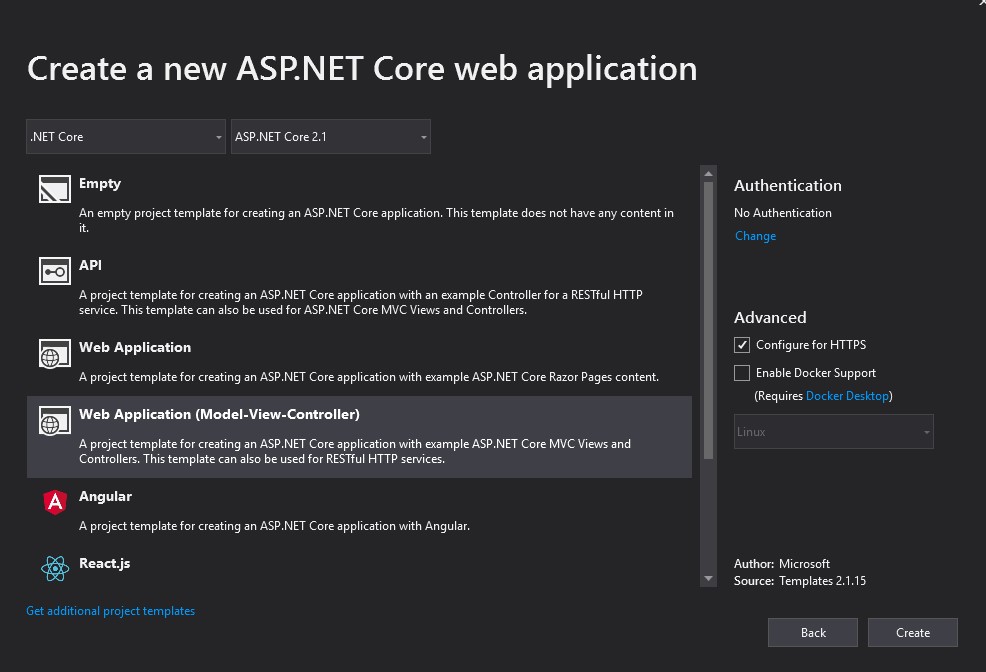 Create a new ASP.NET Core web application
.NET Core
ASP.NET Core 2.1
Empty
An empty project template for creating an ASP.NET Core application. This template does not have any content in
it.
API
A project template for creating an ASP.NET Core application with an example Controller for a RESTful HTTP
service. This template can also be used for ASP.NET Core MVC Views and Controllers.
Web Application
A project template for creating an ASP.NET Core application with example ASP.NET Core Razor Pages content.
Web Application (Model-View-Controller)
A project template for creating an ASP.NET Core application with example ASP.NET Core MVC Views and
Controllers. This template can also be used for RESTful HTTP services.
Angular
A project template for creating an ASP.NET Core application with Angular.
React.js
Get additional project templates
Authentication
No Authentication
Change
Advanced
Configure for HTTPS
Enable Docker Support
(Requires Docker Desktop)
Linux
Author: Microsoft
Source: Templates 2.1.15
Back
Create